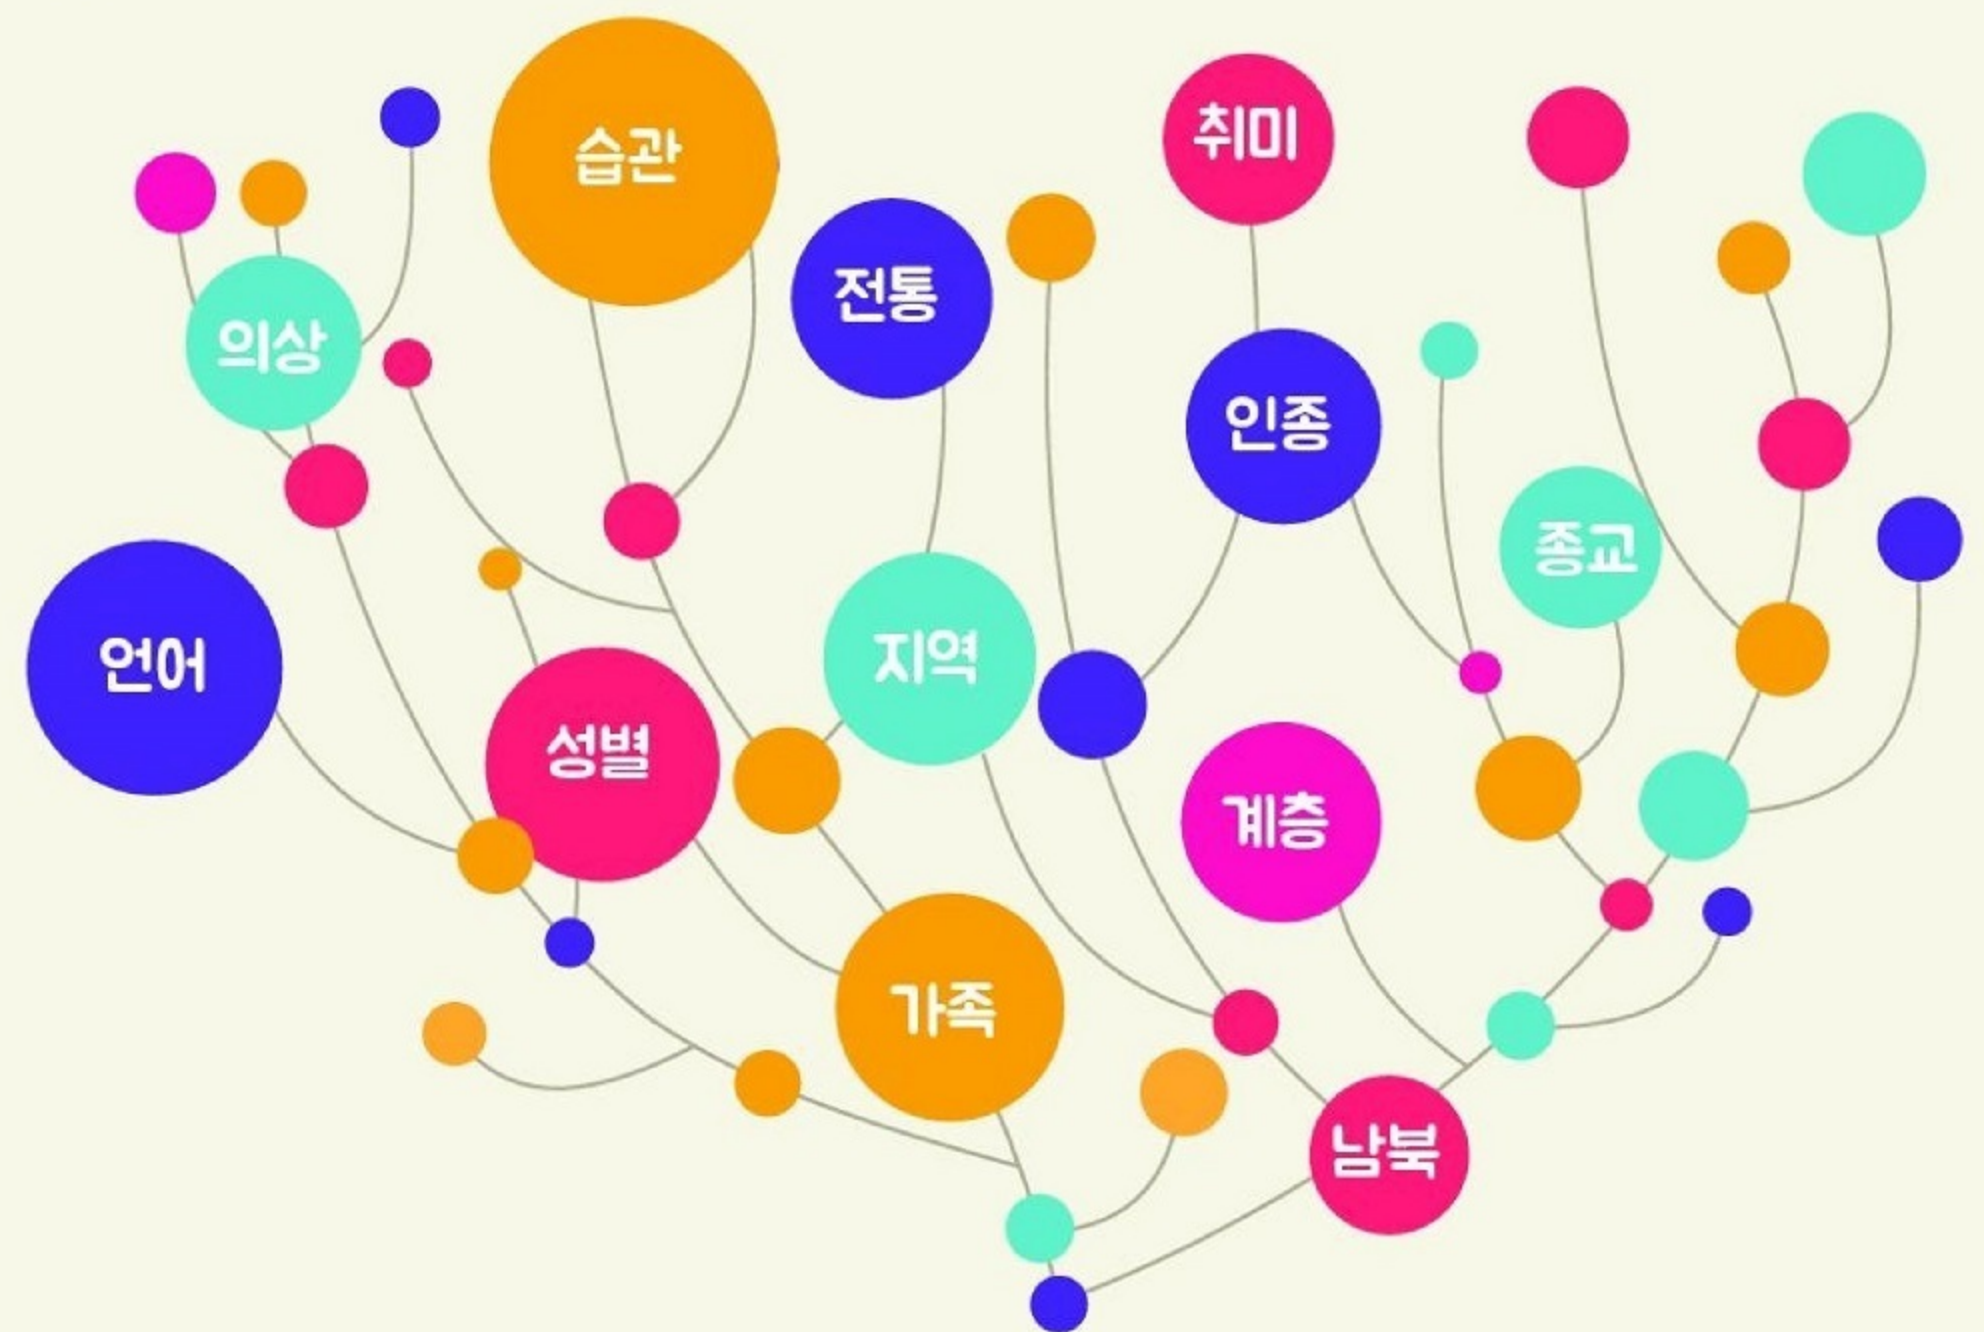 습관
취미
전통
의상
인종
종교
언어
지역
성별
계층
가족
남북